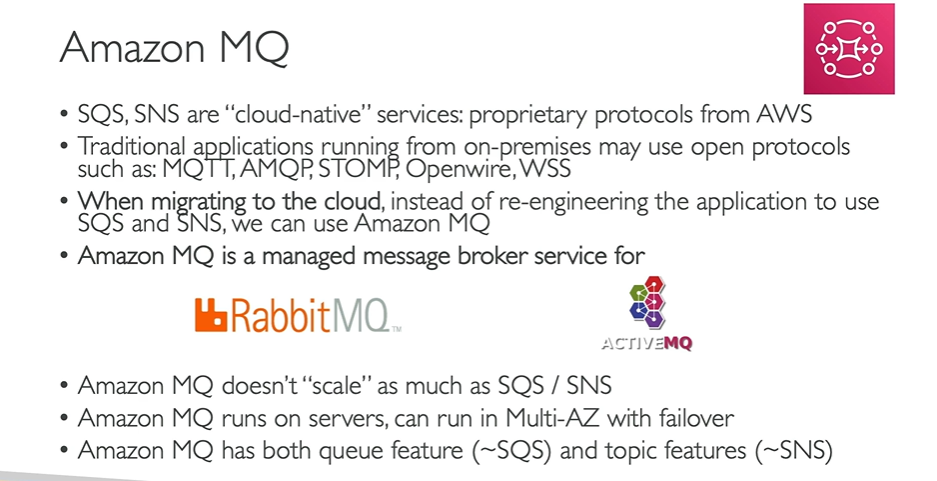 Amazon MQ
• SQS, SNS are “cloud-native” services: proprietary protocols from AWS
• Traditional applications running from on-premises may use open protocols
such as: MQTT, AMQP, STOMP, Openwire, WSS
• When migrating to the cloud, instead of re-engineering the application to use
SQS and SNS, we can use Amazon MQ
• Amazon MQ is a managed message broker service for
RabbitMQ™
ACTIVEMQ
• Amazon MQ doesn’t “scale” as much as SQS / SNS
• Amazon MQ runs on servers, can run in Multi-AZ with failover
• Amazon MQ has both queue feature (~SQS) and topic features (~SNS)